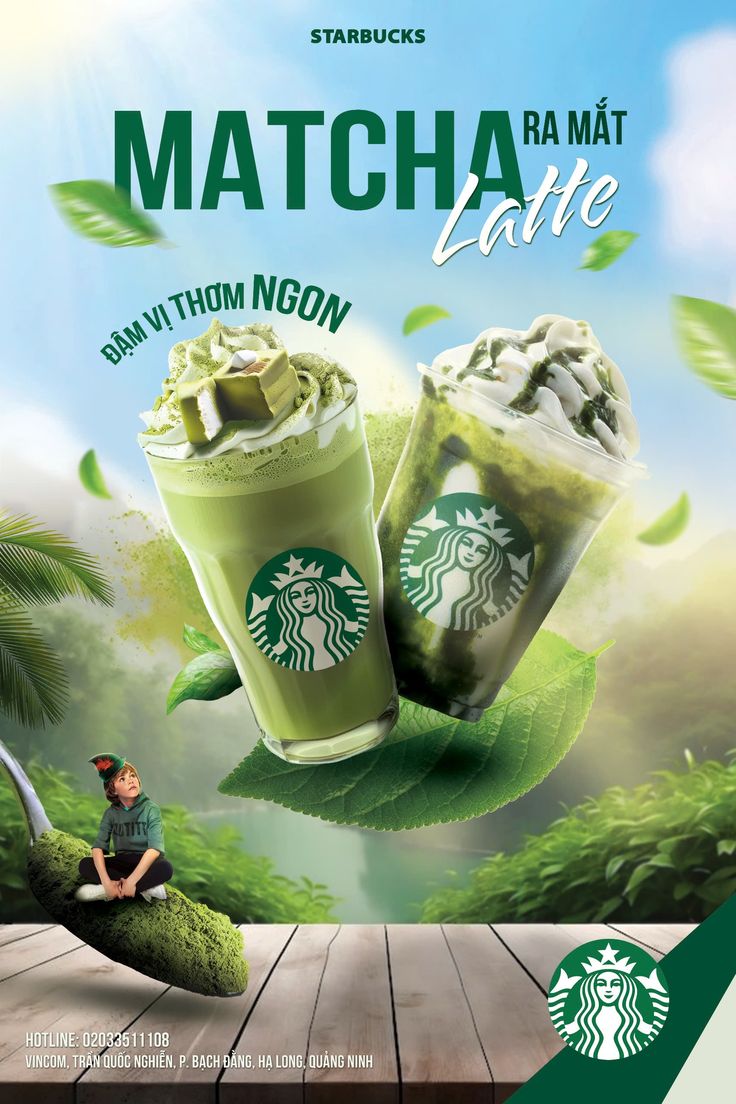 STARBUCKS
MATCHA RA MẮT
Latte
ĐẬM VỊ THƠM NGON
HOTLINE: 02033511108
VINCOM, TRẦN QUỐC NGHIỄN, P. BẠCH ĐẰNG, HẠ LONG, QUẢNG NINH